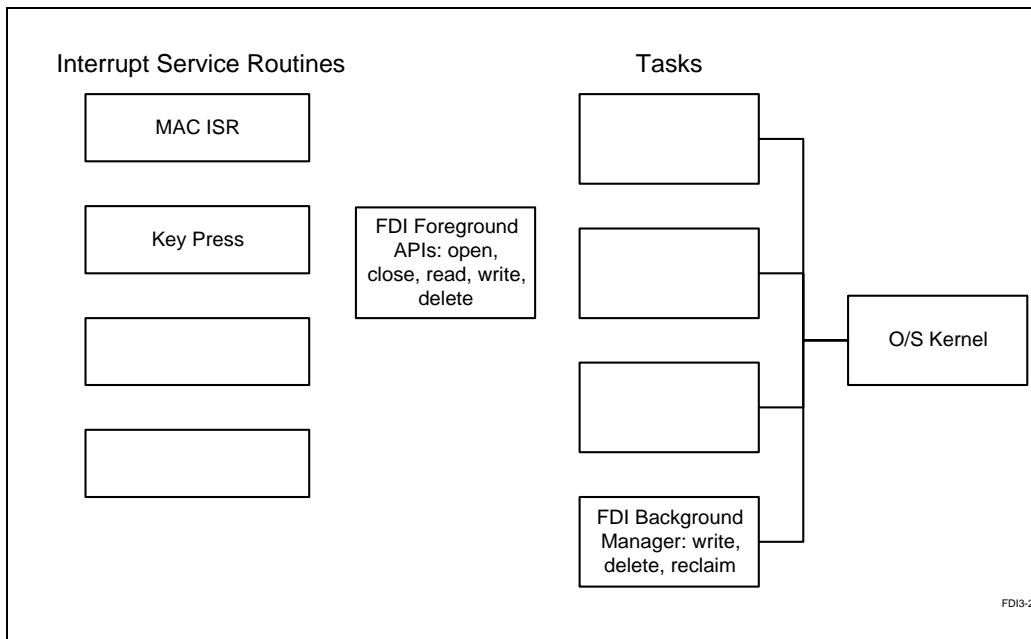 Interrupt Service Routines
Tasks
MAC ISR
Key Press
FDI Foreground
APIs: open,
close, read, write,
delete
O/S Kernel
FDI Background
Manager: write,
delete, reclaim